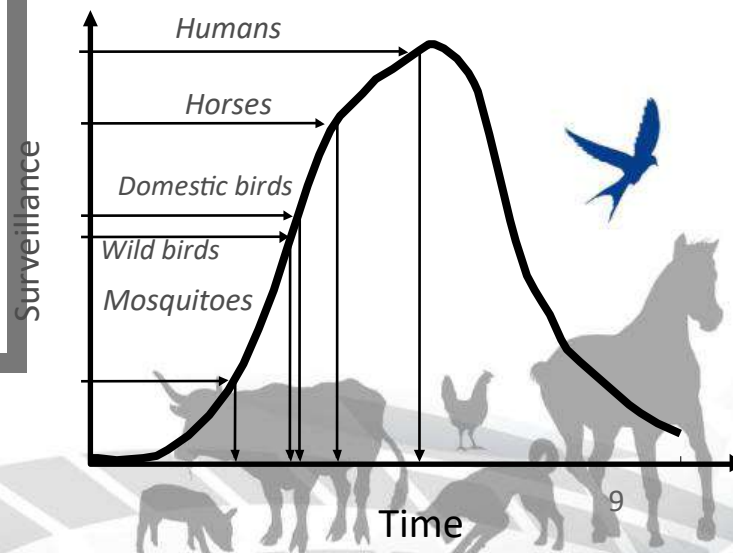 Humans
Horses
Domestic birds
Wild birds
Mosquitoes
Surveillance
Time
9